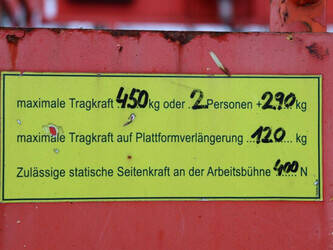 maximale Tragkraft 450 kg oder .2.Personen +290 kg
maximale Tragkraft auf Plattformverlängerung ...120... kg
Zulässige statische Seitenkraft an der Arbeitsbühne 400.... N